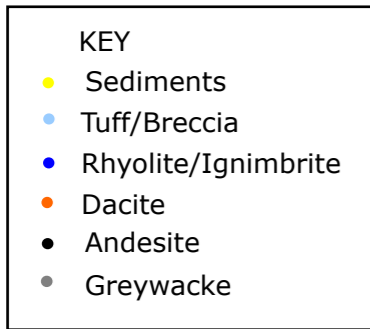 KEY
Sediments
Tuff/Breccia
Rhyolite/Ignimbrite
Dacite
Andesite
Greywacke